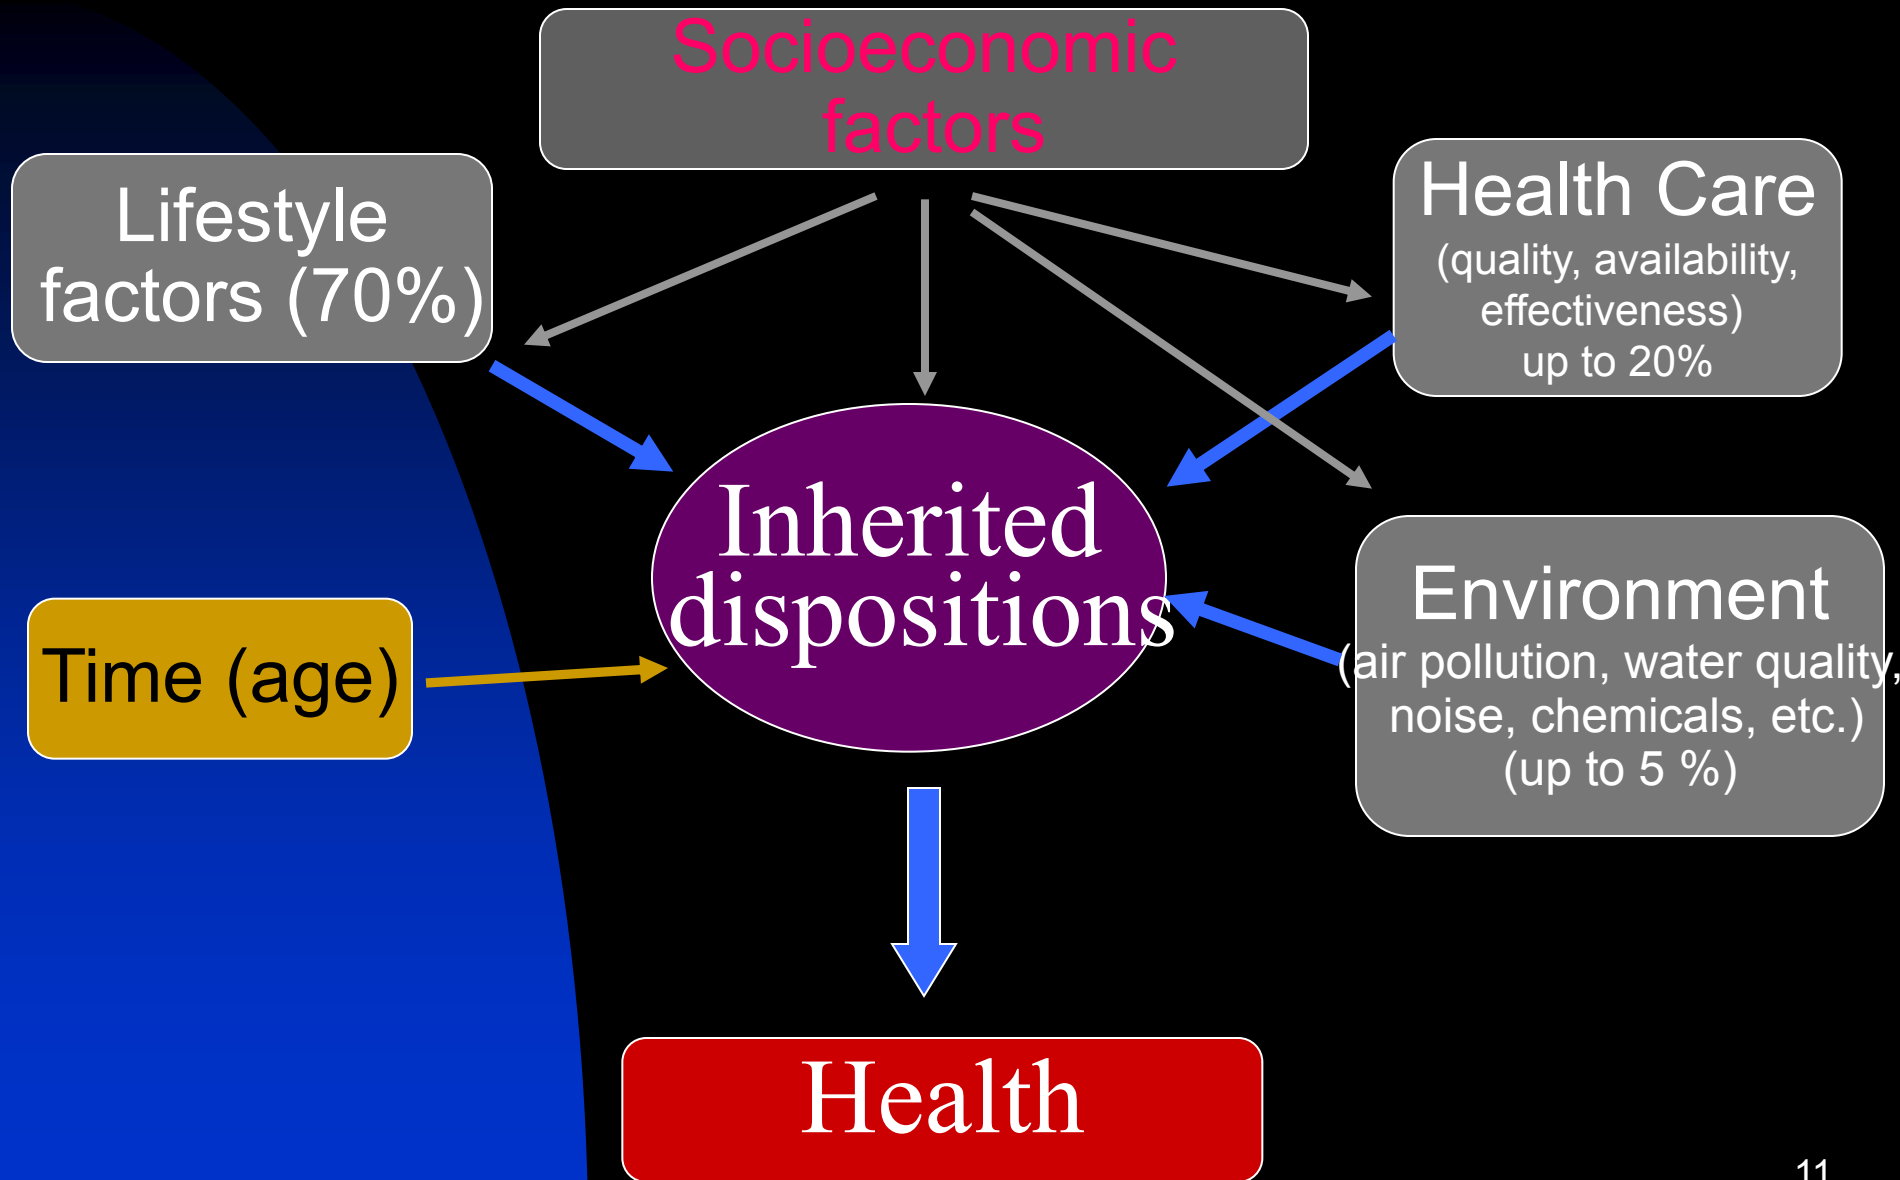 Socioeconomic
factors
Lifestyle
factors (70%)
Health Care
(quality, availability,
effectiveness)
up to 20%
Inherited
dispositions
Time (age)
Environment
(air pollution, water quality,
noise, chemicals, etc.)
(up to 5 %)
Health
11